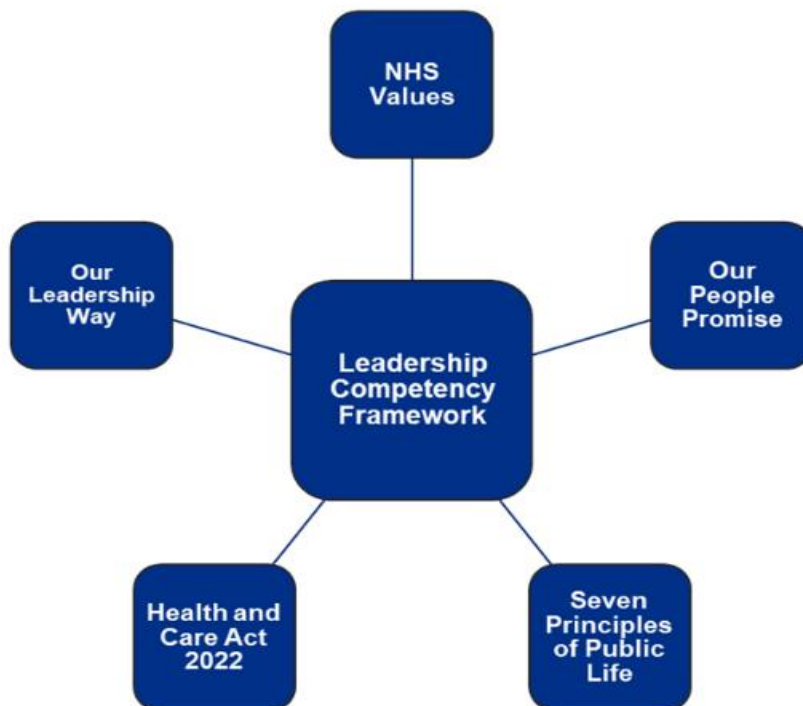 NHS
Values
Our
Leadership
Way
Our
People
Promise
Leadership
Competency
Framework
Health and
Care Act
2022
Seven
Principles
of Public
Life